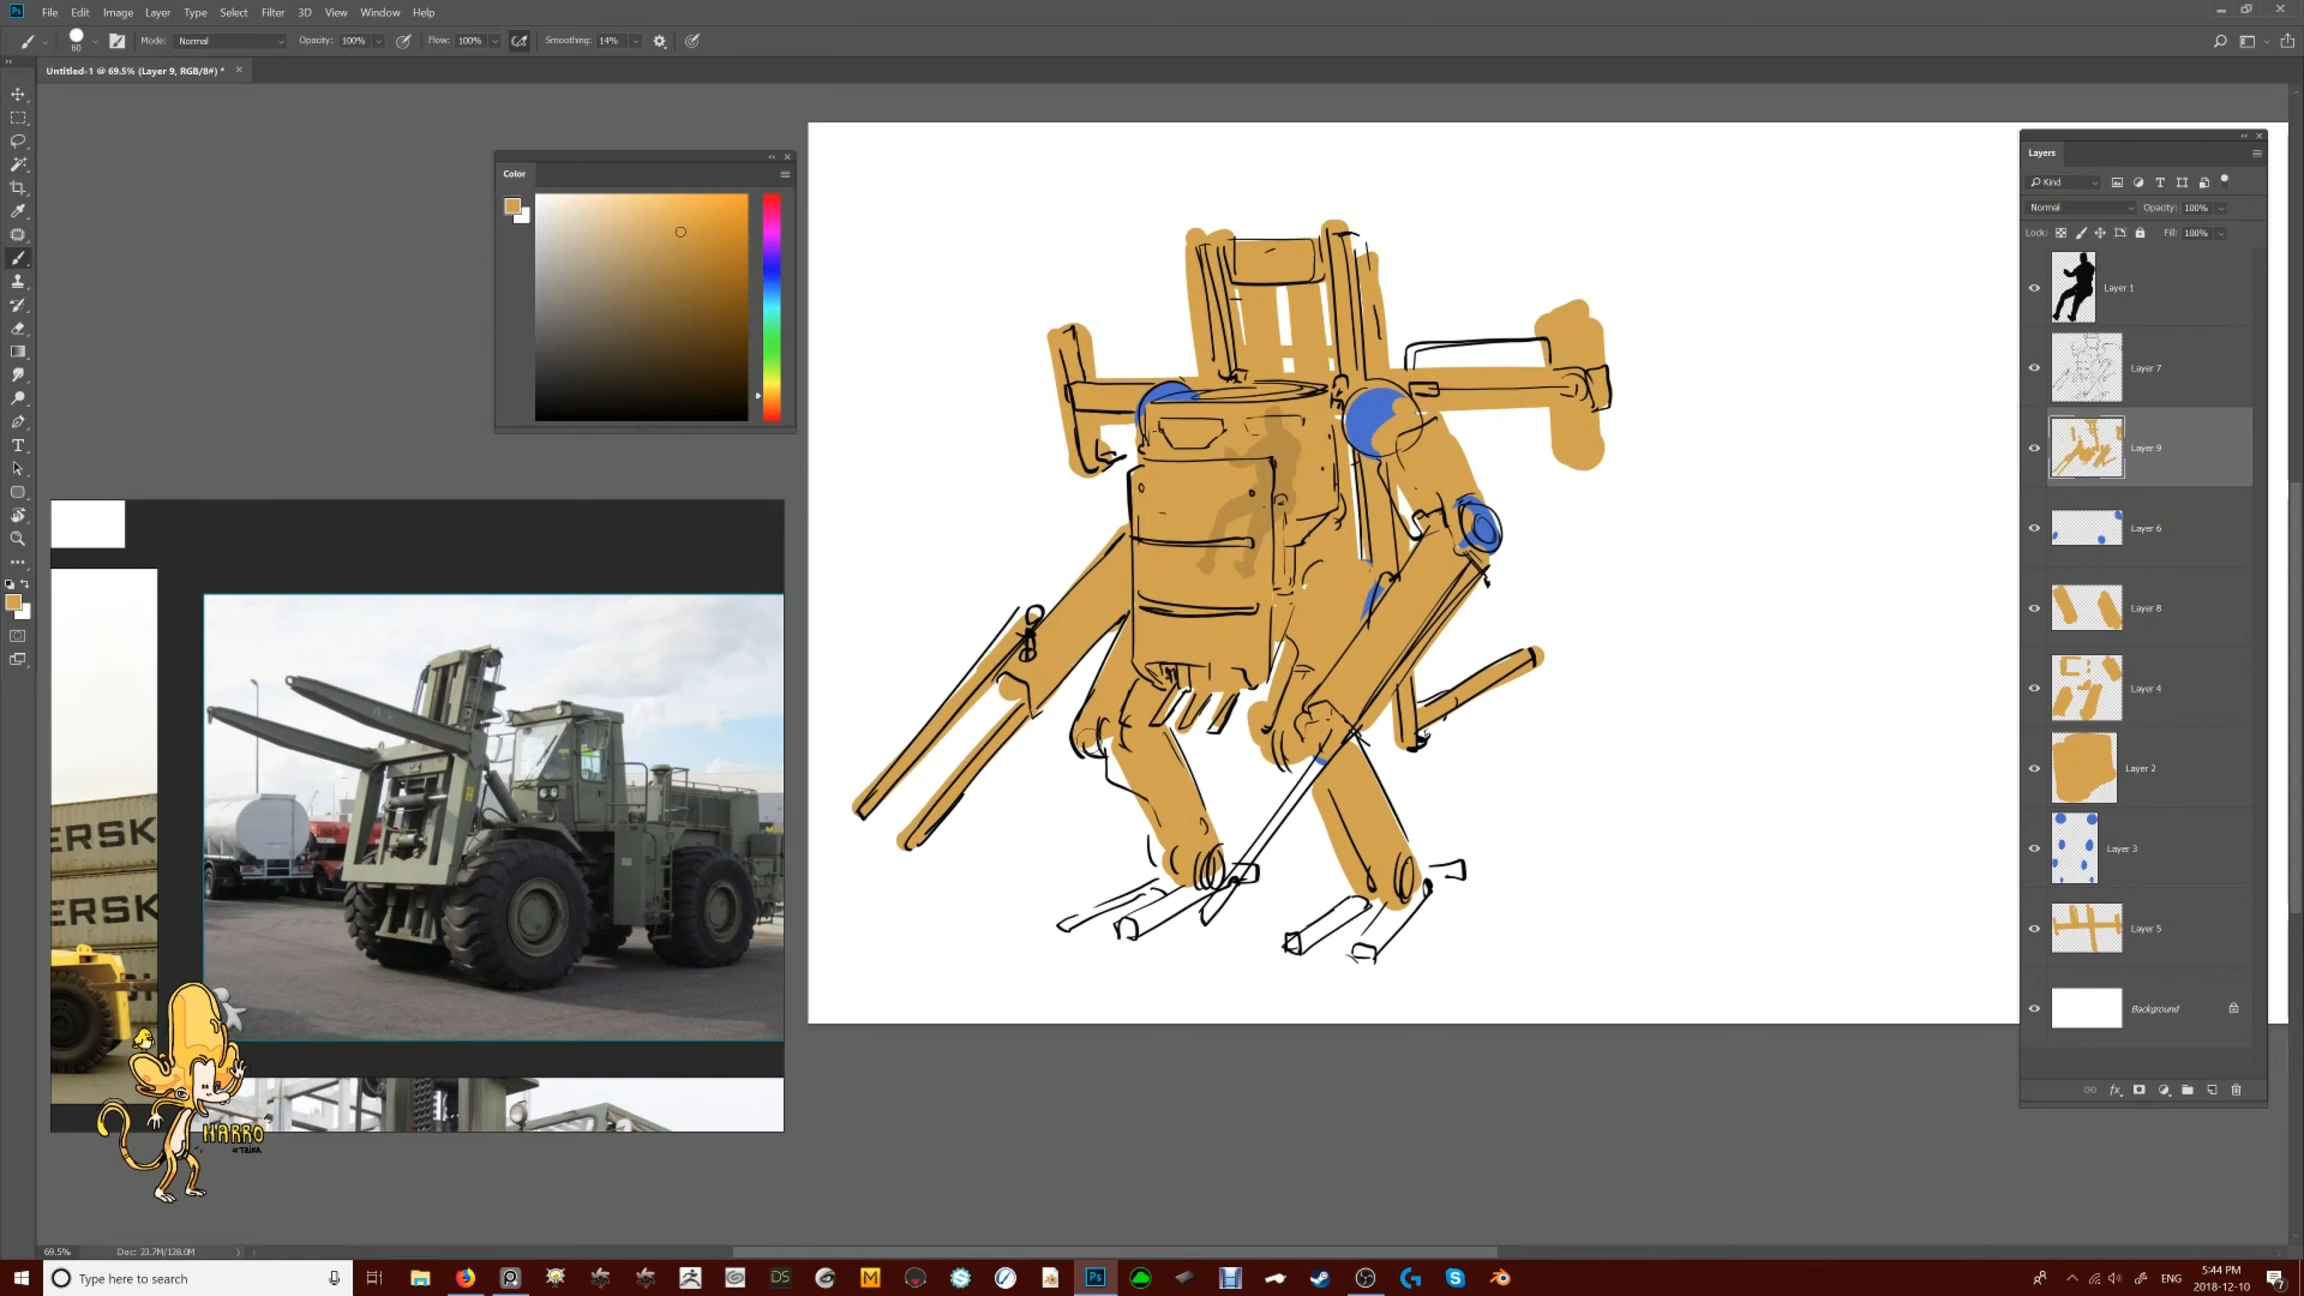 File Edit Image Layer Type Select Filter 3D View Window Help
60 Mode: Normal Opacity: 100% Flow: 100% Smoothing: 14%
Untitled-1 @ 69.5% (Layer 9, RGB/8#) *
Color
Layers
Kind
Normal Opacity: 100%
Lock: Fill: 100%
Layer 1
Layer 7
Layer 9
Layer 6
Layer 8
Layer 4
Layer 2
Layer 3
Layer 5
Background
ERSK
ERSK
HARRO
69.5% Doc: 23.7M/128.0M
Type here to search
DS
M
Ps
ENG
5:44 PM
2018-12-10
7